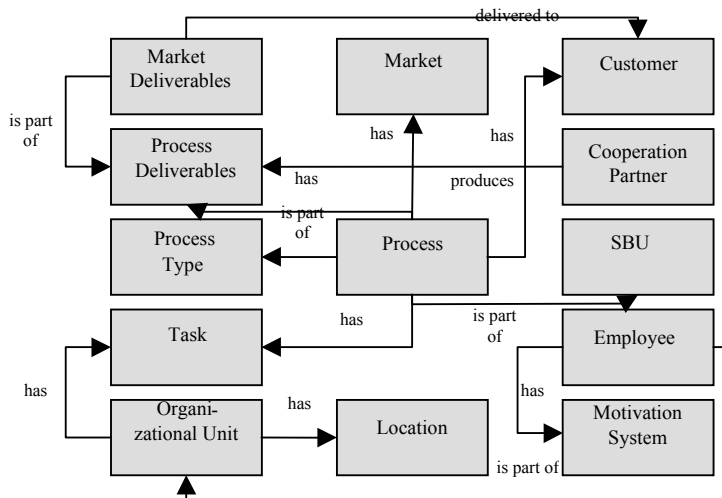 delivered to
Market
Deliverables
Market
Customer
is part
of
has
has
Process
Deliverables
has
produces
Cooperation
Partner
is part
of
Process
Type
Process
SBU
has
is part
of
Task
Employee
has
has
has
Organi-
zational Unit
Location
Motivation
System
is part of